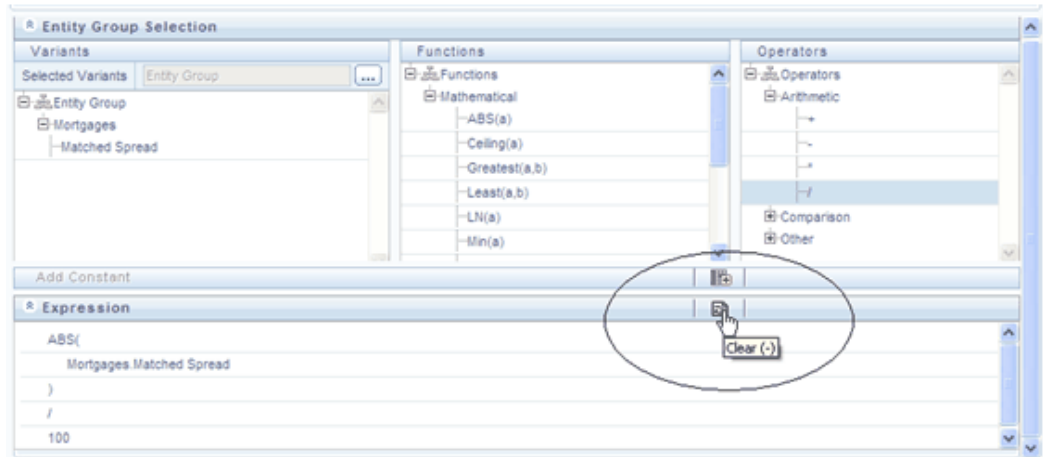 Entity Group Selection
Variants
Functions
Operators
Selected Variants
Entity Group
...
Entity Group
Mortgages
Matched Spread
Functions
Mathematical
ABS(a)
Ceiling(a)
Greatest(a,b)
Least(a,b)
LN(a)
Min(a)
Operators
Arithmetic
+
-
*
/
Comparison
Other
Add Constant
Expression
Clear (-)
ABS(
Mortgages.Matched Spread
)
/
100